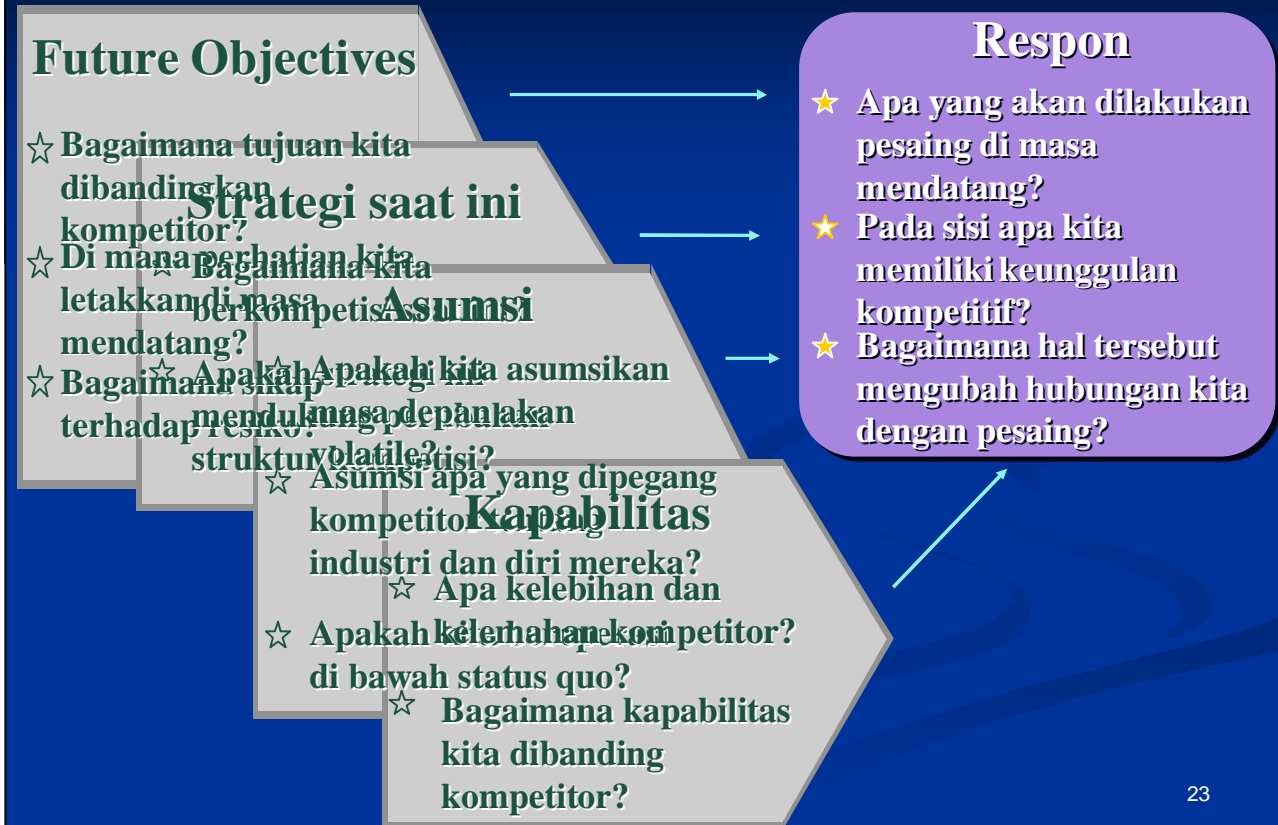 Future Objectives
Bagaimana tujuan kita
dibandingkan
kompetitor?
Di mana perhatian kita
letakkan di masa
mendatang?
Bagaimana sikap
terhadap resiko?
Strategi saat ini
Bagaimana kita
berkompetisi
Apakah strategi ini
mendukung perubahan
struktur kompetisi?
Asumsi
Apakah kita asumsikan
masa depan akan
volatile?
Asumsi apa yang dipegang
kompetitor tentang
industri dan diri mereka?
Apakah kita beroperasi
di bawah status quo?
Kapabilitas
Apa kelebihan dan
kelemahan kompetitor?
Bagaimana kapabilitas
kita dibanding
kompetitor?
Respon
Apa yang akan dilakukan
pesaing di masa
mendatang?
Pada sisi apa kita
memiliki keunggulan
kompetitif?
Bagaimana hal tersebut
mengubah hubungan kita
dengan pesaing?
23